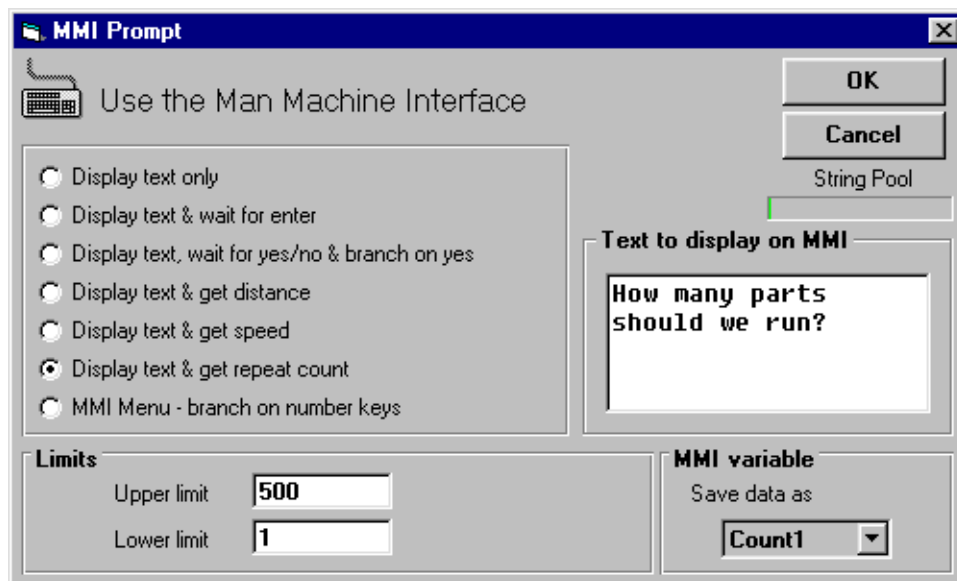 MMI Prompt
Use the Man Machine Interface
OK
Cancel
String Pool
Display text only
Display text & wait for enter
Display text, wait for yes/no & branch on yes
Display text & get distance
Display text & get speed
Display text & get repeat count
MMI Menu - branch on number keys
Text to display on MMI
How many parts
should we run?
Limits
Upper limit 500
Lower limit 1
MMI variable
Save data as
Count1